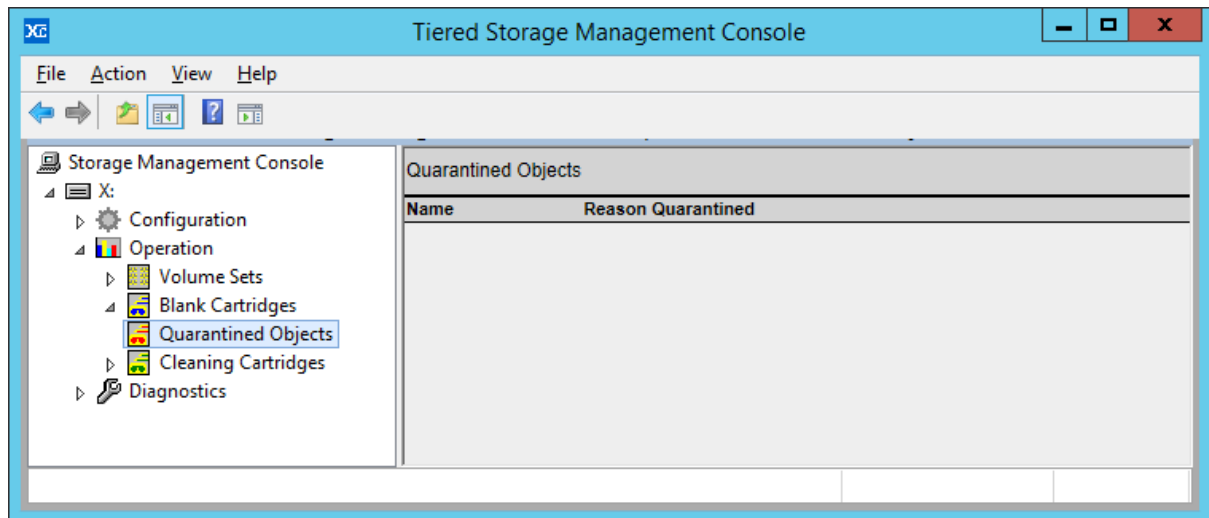 XG Tiered Storage Management Console
File Action View Help
Storage Management Console
X:
Configuration
Operation
Volume Sets
Blank Cartridges
Quarantined Objects
Cleaning Cartridges
Diagnostics
Quarantined Objects
Name Reason Quarantined